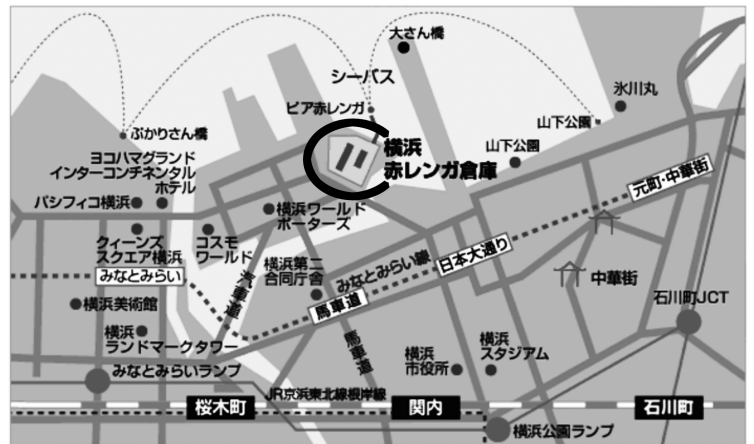 大さん橋
シーバス
ピア赤レンガ
氷川丸
山下公園
山下公園
ぷかりさん橋
横浜
赤レンガ倉庫
ヨコハマグランド
インターコンチネンタル
ホテル
パシフィコ横浜
横浜ワールド
ポーターズ
元町・中華街
クィーンズ
スクエア横浜
コスモ
ワールド
日本大通り
みなとみらい線
みなとみらい
汽車道
横浜第二
合同庁舎
中華街
馬車道
石川町JCT
横浜美術館
横浜
ランドマークタワー
馬車道
横浜
市役所
横浜
スタジアム
みなとみらいランプ
JR京浜東北線根岸線
桜木町
関内
石川町
横浜公園ランプ